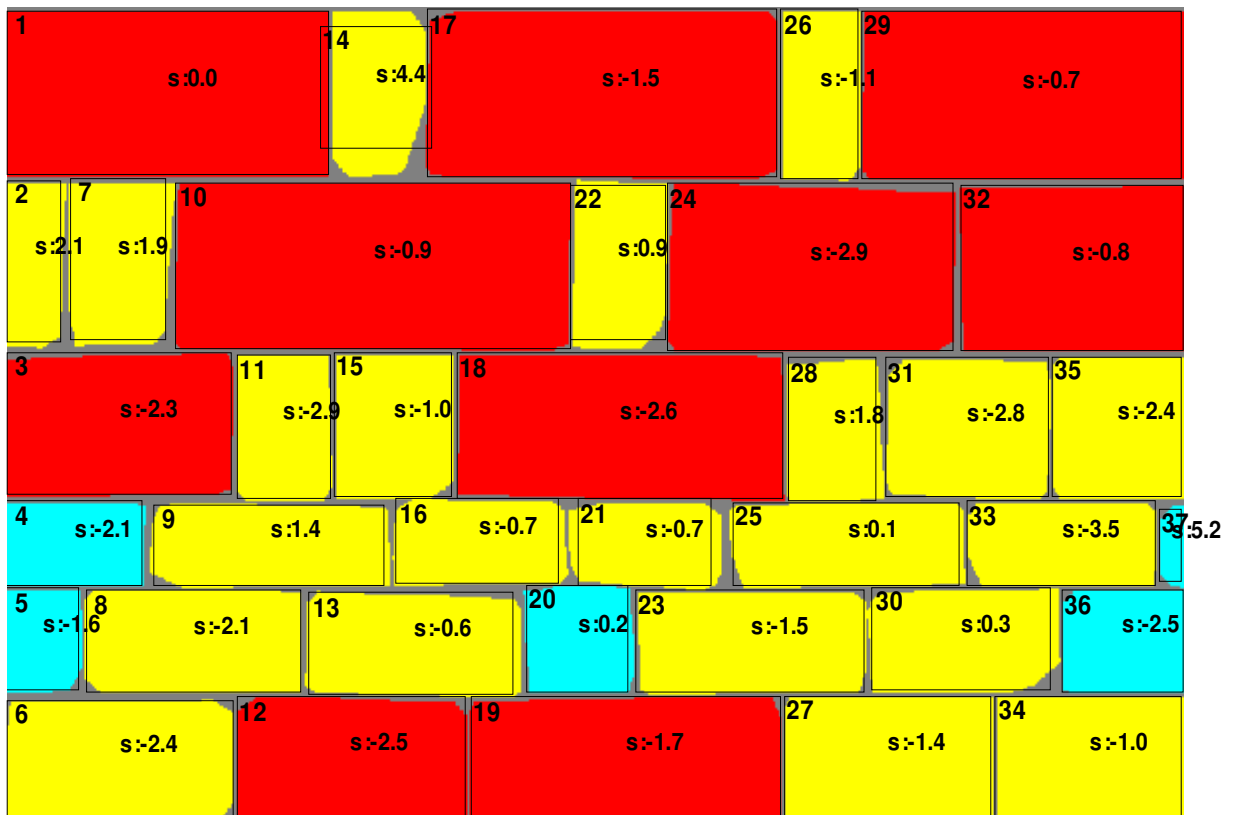 1 14 17 26 29
s:0.0 s:4.4 s:-1.5 s:-1.1 s:-0.7
2 7 10 22 24 32
s:2.1 s:1.9 s:-0.9 s:0.9 s:-2.9 s:-0.8
3 11 15 18 28 31 35
s:-2.3 s:-2.9 s:-1.0 s:-2.6 s:1.8 s:-2.8 s:-2.4
4 9 16 21 25 33 37
s:-2.1 s:1.4 s:-0.7 s:-0.7 s:0.1 s:-3.5 s:5.2
5 8 13 20 23 30 36
s:-1.6 s:-2.1 s:-0.6 s:0.2 s:-1.5 s:0.3 s:-2.5
6 12 19 27 34
s:-2.4 s:-2.5 s:-1.7 s:-1.4 s:-1.0